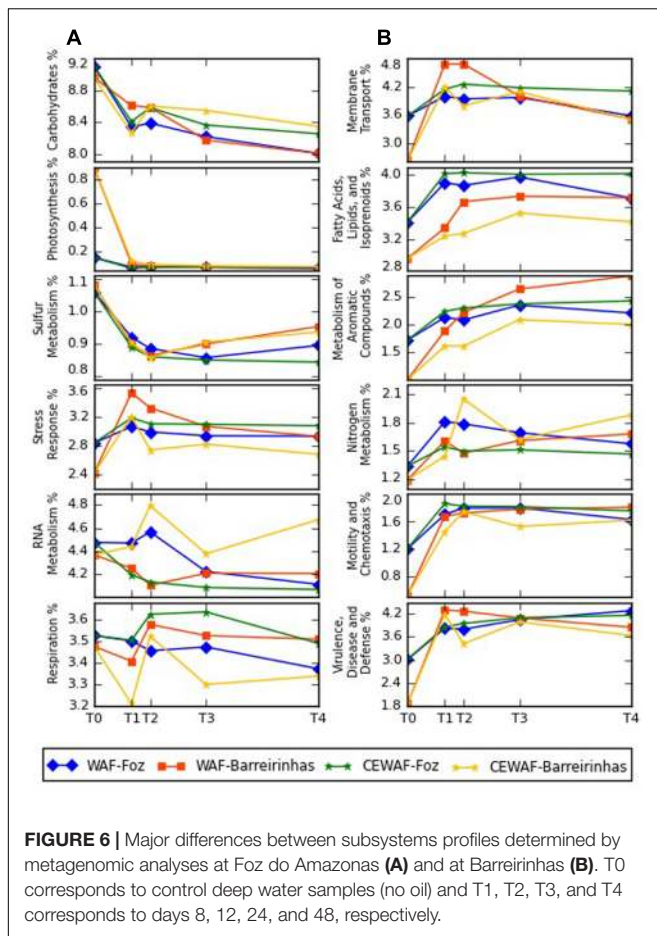 A
B
9.2
8.8
8.4
8.0
Carbohydrates %
4.8
4.2
3.6
3.0
Membrane
Transport %
0.8
0.6
0.4
0.2
Photosynthesis %
4.0
3.6
3.2
2.8
Fatty Acids,
Lipids, and
Isoprenoids %
1.1
1.0
0.9
0.8
Sulfur
Metabolism %
2.5
2.0
1.5
1.0
Metabolism of
Aromatic
Compounds %
3.6
3.2
2.8
2.4
Stress
Response %
2.1
1.8
1.5
1.2
Nitrogen
Metabolism %
4.8
4.6
4.4
4.2
RNA
Metabolism %
2.0
1.6
1.2
0.8
Motility and
Chemotaxis %
3.6
3.5
3.3
3.2
Respiration %
4.2
3.6
3.0
2.4
1.8
Virulence,
Disease and
Defense %
T0 T1 T2 T3 T4
T0 T1 T2 T3 T4
WAF-Foz WAF-Barreirinhas CEWAF-Foz CEWAF-Barreirinhas
FIGURE 6 | Major differences between subsystems profiles determined by
metagenomic analyses at Foz do Amazonas (A) and at Barreirinhas (B). T0
corresponds to control deep water samples (no oil) and T1, T2, T3, and T4
corresponds to days 8, 12, 24, and 48, respectively.